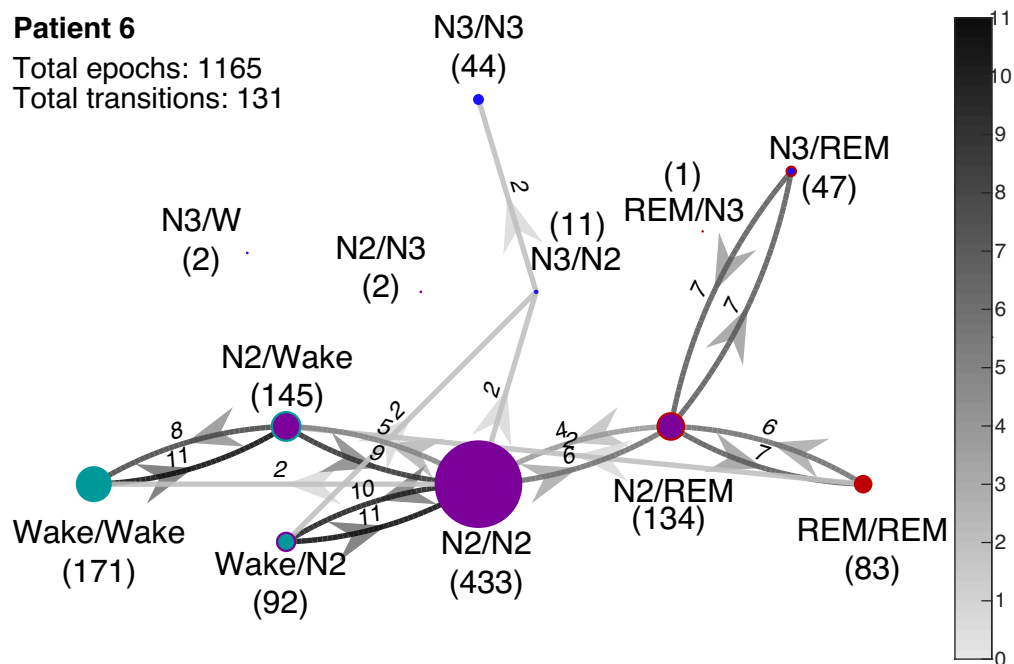 Patient 6
Total epochs: 1165
Total transitions: 131
N3/N3
(44)
N3/REM
(47)
(1)
REM/N3
(11)
N3/N2
N3/W
(2)
N2/N3
(2)
N2/Wake
(145)
Wake/Wake
(171)
Wake/N2
(92)
N2/N2
(433)
N2/REM
(134)
REM/REM
(83)
2
7
7
2
2
5
8
11
9
2
10
11
4
2
6
6
7
11
10
9
8
7
6
5
4
3
2
1
0